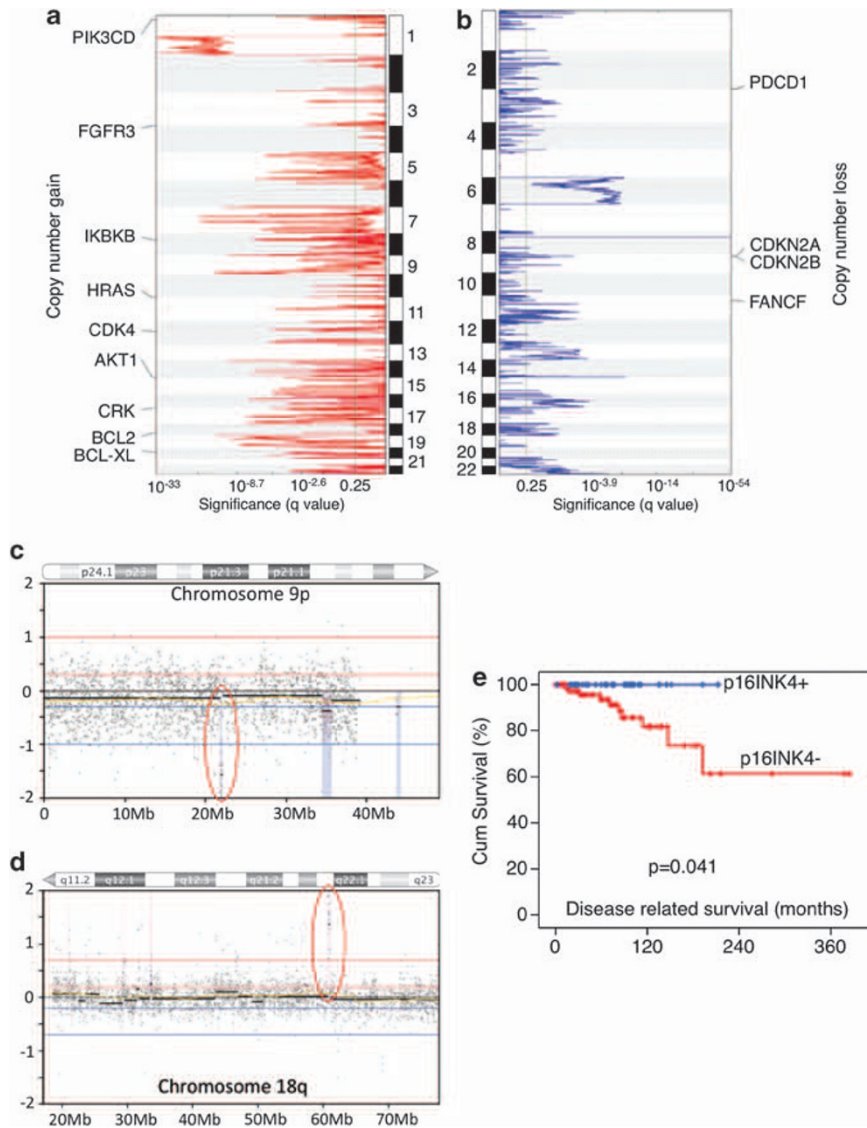 a
Copy number gain
PIK3CD
FGFR3
IKBKB
HRAS
CDK4
AKT1
CRK
BCL2
BCL-XL
1
3
5
7
9
11
13
15
17
19
21
10-33
10-8.7
10-2.6
0.25
Significance (q value)
b
2
4
6
8
10
12
14
16
18
20
22
PDCD1
CDKN2A
CDKN2B
FANCF
Copy number loss
0.25
10-3.9
10-14
10-54
Significance (q value)
c
p24.1 p23 p21.3 p21.1
Chromosome 9p
2
1
0
-1
-2
0 10Mb 20Mb 30Mb 40Mb
d
q11.2 q12.1 q12.3 q21.2 q22.1 q23
2
1
0
-1
-2
Chromosome 18q
20Mb 30Mb 40Mb 50Mb 60Mb 70Mb
e
Cum Survival (%)
100
80
60
40
20
0
p16INK4+
p16INK4-
p=0.041
Disease related survival (months)
0 120 240 360